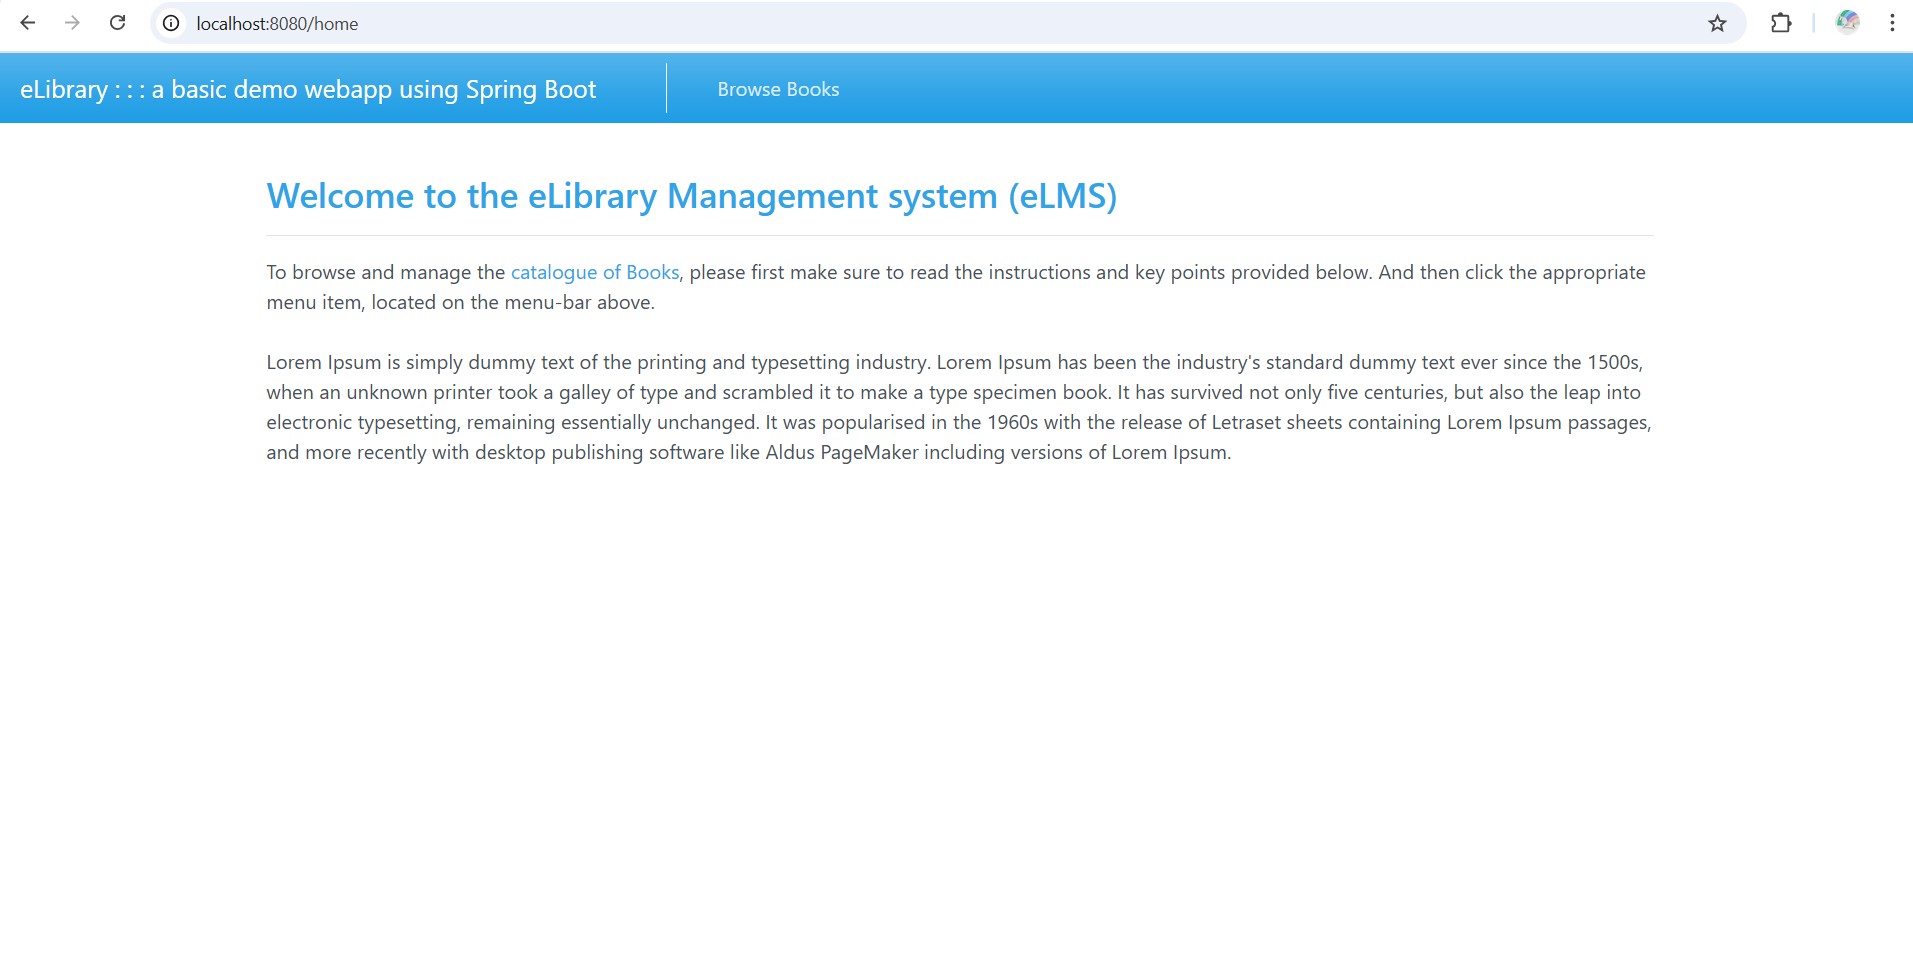 localhost:8080/home
eLibrary : : : a basic demo webapp using Spring Boot
Browse Books
Welcome to the eLibrary Management system (eLMS)
To browse and manage the catalogue of Books, please first make sure to read the instructions and key points provided below. And then click the appropriate
menu item, located on the menu-bar above.
Lorem Ipsum is simply dummy text of the printing and typesetting industry. Lorem Ipsum has been the industry's standard dummy text ever since the 1500s,
when an unknown printer took a galley of type and scrambled it to make a type specimen book. It has survived not only five centuries, but also the leap into
electronic typesetting, remaining essentially unchanged. It was popularised in the 1960s with the release of Letraset sheets containing Lorem Ipsum passages,
and more recently with desktop publishing software like Aldus PageMaker including versions of Lorem Ipsum.